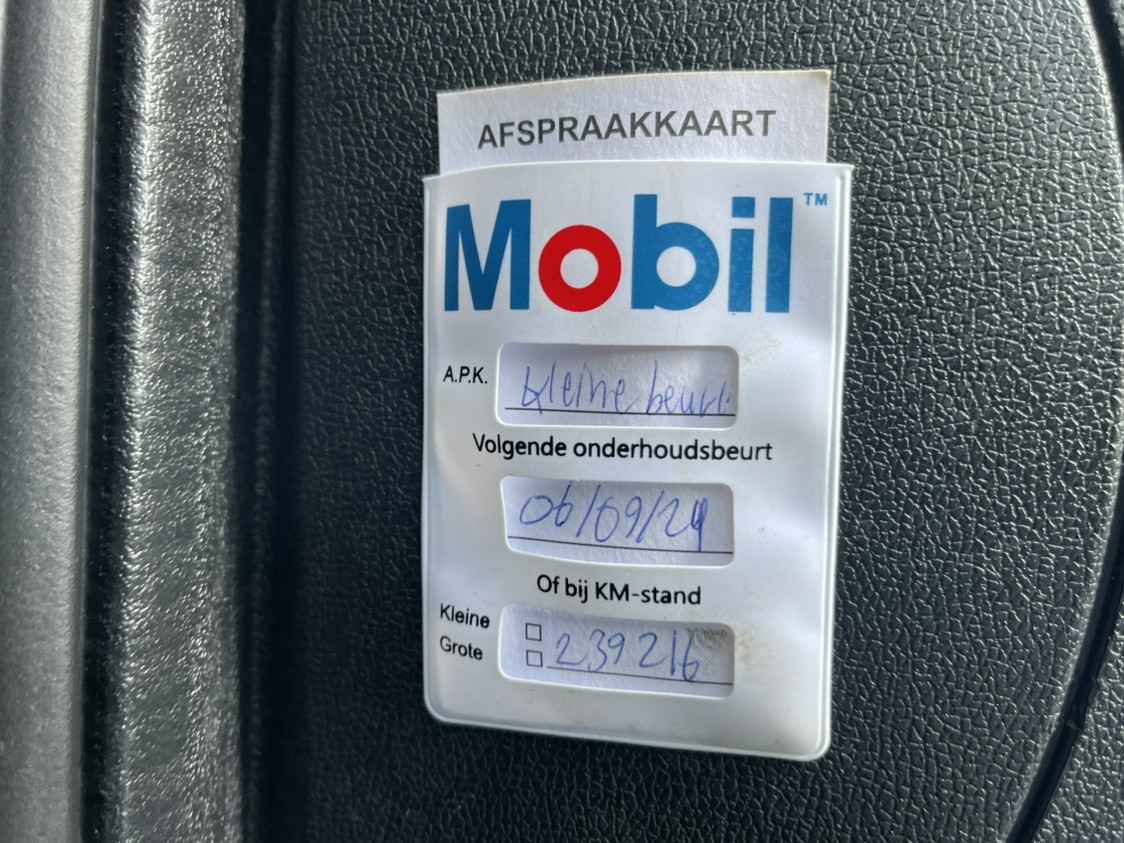 AFSPRAAKKAART
Mobil™
A.P.K. kleine beurt
Volgende onderhoudsbeurt
06/09/24
Of bij KM-stand
Kleine
Grote 239216